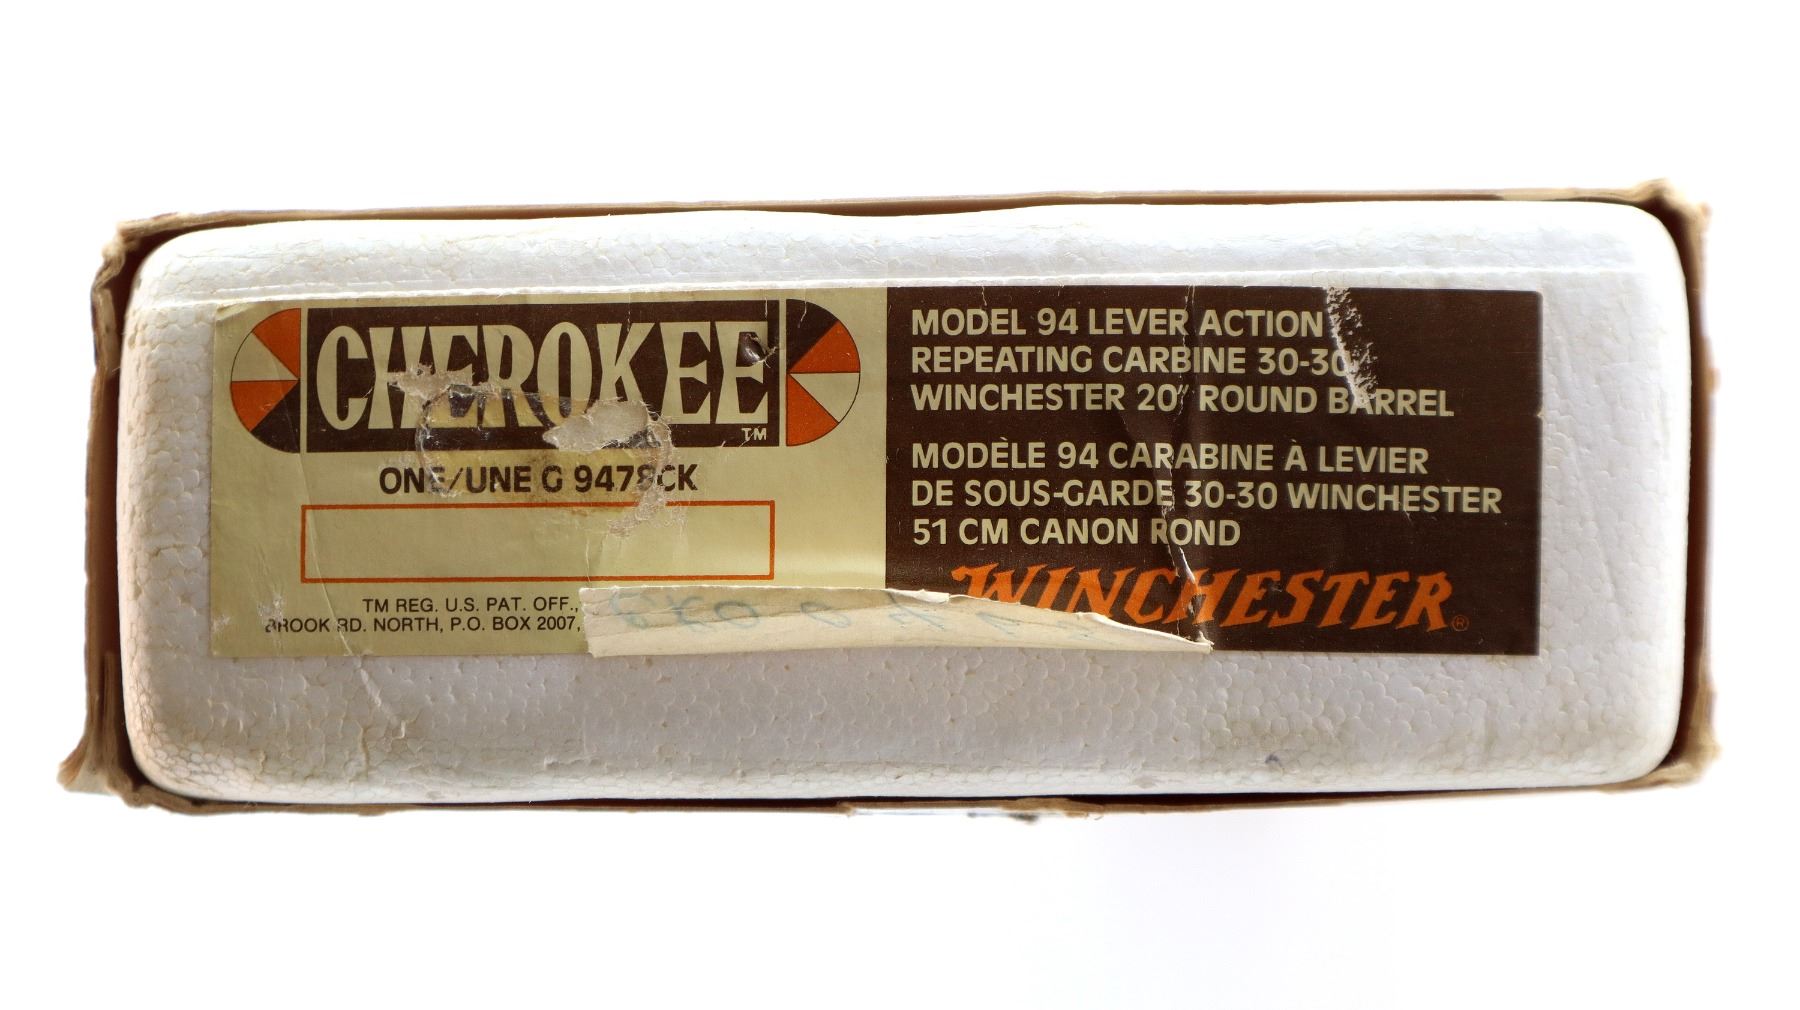 CHEROKEE™
ONE/UNE G 9478CK
TM REG. U.S. PAT. OFF.,
BROOK RD. NORTH, P.O. BOX 2007,
MODEL 94 LEVER ACTION
REPEATING CARBINE 30-30
WINCHESTER 20" ROUND BARREL
MODÈLE 94 CARABINE À LEVIER
DE SOUS-GARDE 30-30 WINCHESTER
51 CM CANON ROND
WINCHESTER®